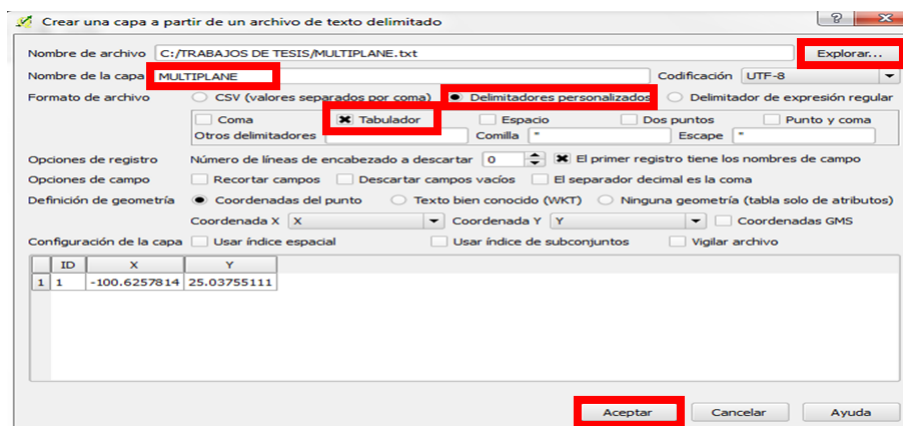 Crear una capa a partir de un archivo de texto delimitado
Nombre de archivo C:/TRABAJOS DE TESIS/MULTIPLANE.txt Explorar...
Nombre de la capa MULTIPLANE Codificación UTF-8
Formato de archivo CSV (valores separados por coma) Delimitadores personalizados Delimitador de expresión regular
Coma Tabulador Espacio Dos puntos Punto y coma
Otros delimitadores Comilla " Escape "
Opciones de registro Número de líneas de encabezado a descartar 0 El primer registro tiene los nombres de campo
Opciones de campo Recortar campos Descartar campos vacíos El separador decimal es la coma
Definición de geometría Coordenadas del punto Texto bien conocido (WKT) Ninguna geometría (tabla solo de atributos)
Coordenada X X Coordenada Y Y Coordenadas GMS
Configuración de la capa Usar índice espacial Usar índice de subconjuntos Vigilar archivo
ID X Y
1 1 -100.6257814 25.03755111
Aceptar Cancelar Ayuda